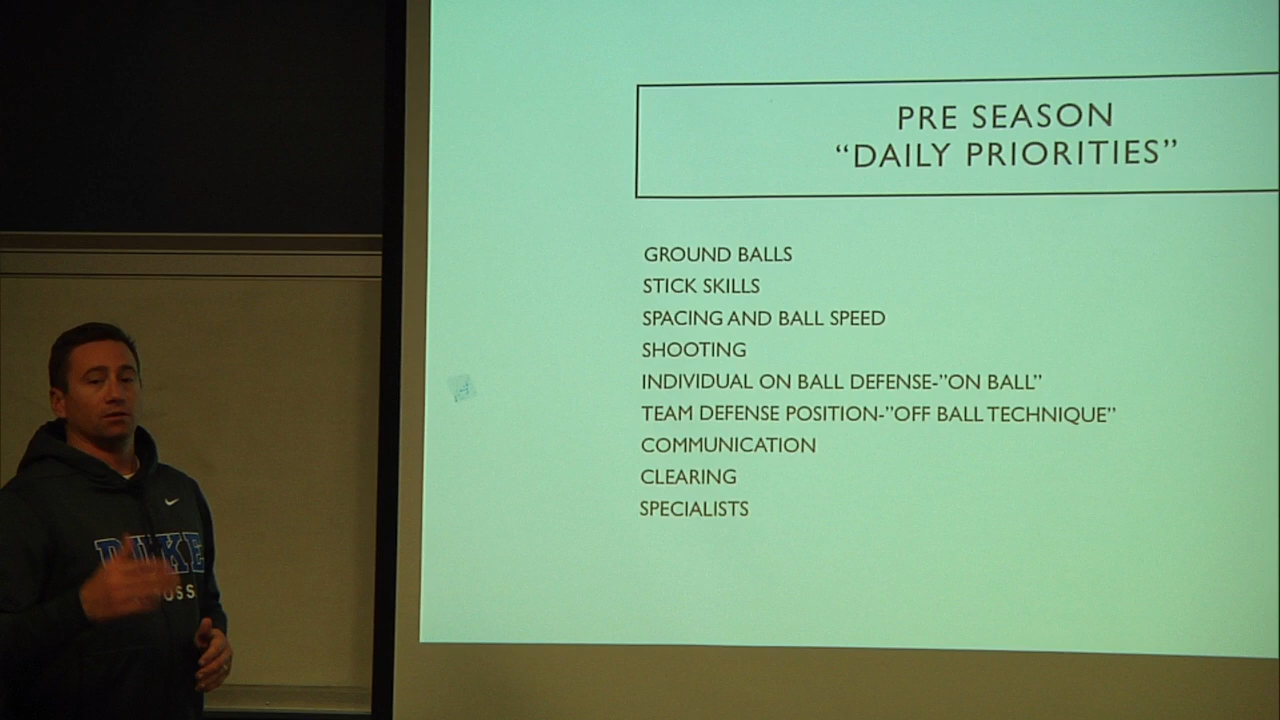 PRE SEASON
“DAILY PRIORITIES”
GROUND BALLS
STICK SKILLS
SPACING AND BALL SPEED
SHOOTING
INDIVIDUAL ON BALL DEFENSE-”ON BALL”
TEAM DEFENSE POSITION-”OFF BALL TECHNIQUE”
COMMUNICATION
CLEARING
SPECIALISTS
DUKE